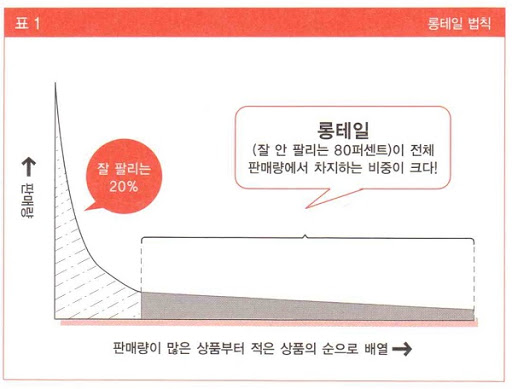 표 1
롱테일 법칙
롱테일
(잘 안 팔리는 80퍼센트)이 전체
판매량에서 차지하는 비중이 크다!
잘 팔리는
20%
판매량
판매량이 많은 상품부터 적은 상품의 순으로 배열